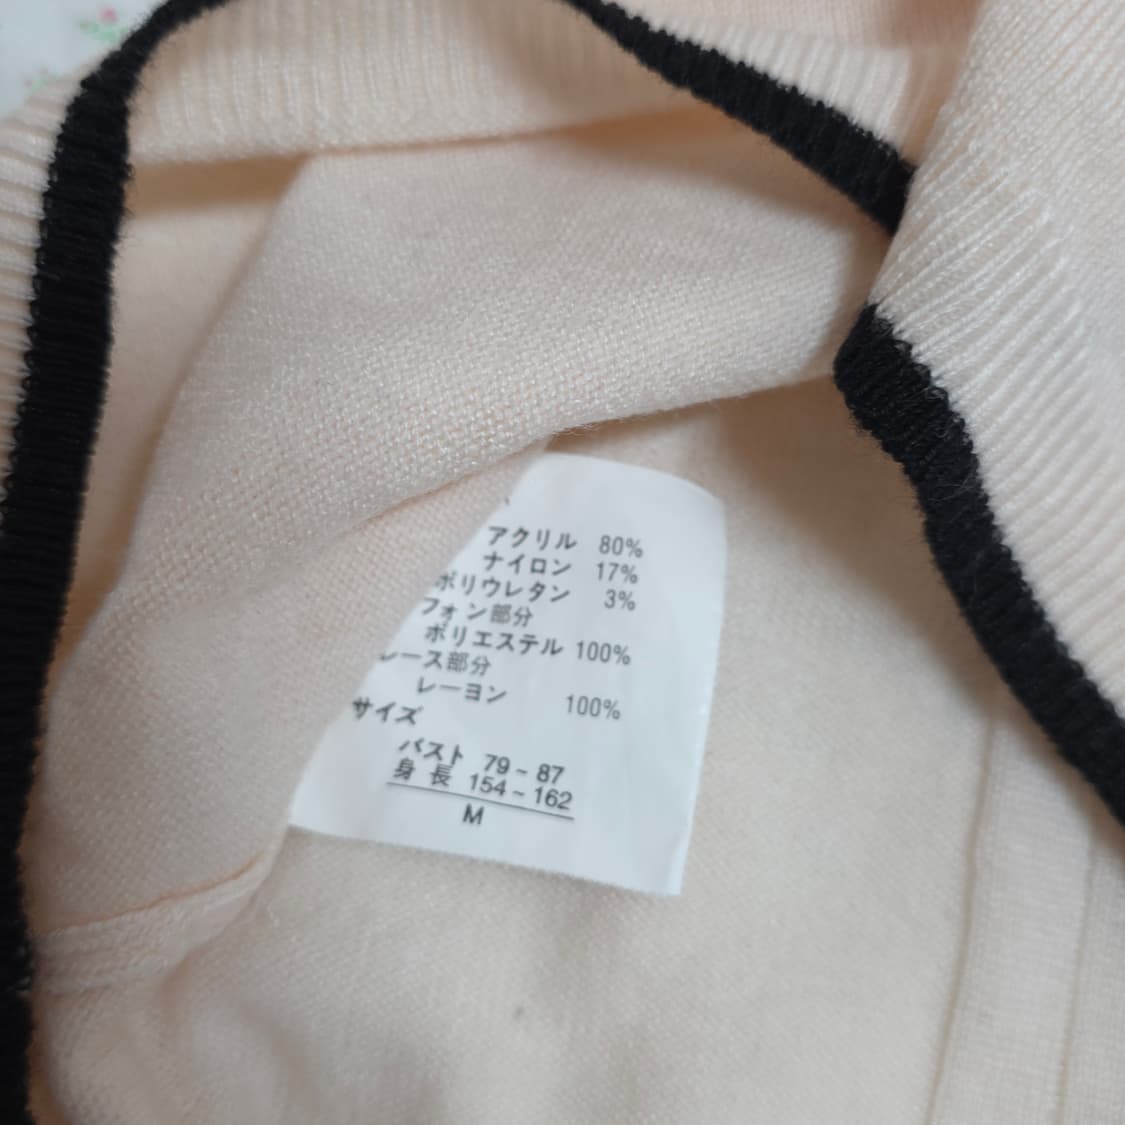 アクリル 80%
ナイロン 17%
ポリウレタン 3%
フォン部分
ポリエステル 100%
レース部分
レーヨン 100%
サイズ
バスト 79~87
身長 154~162
M